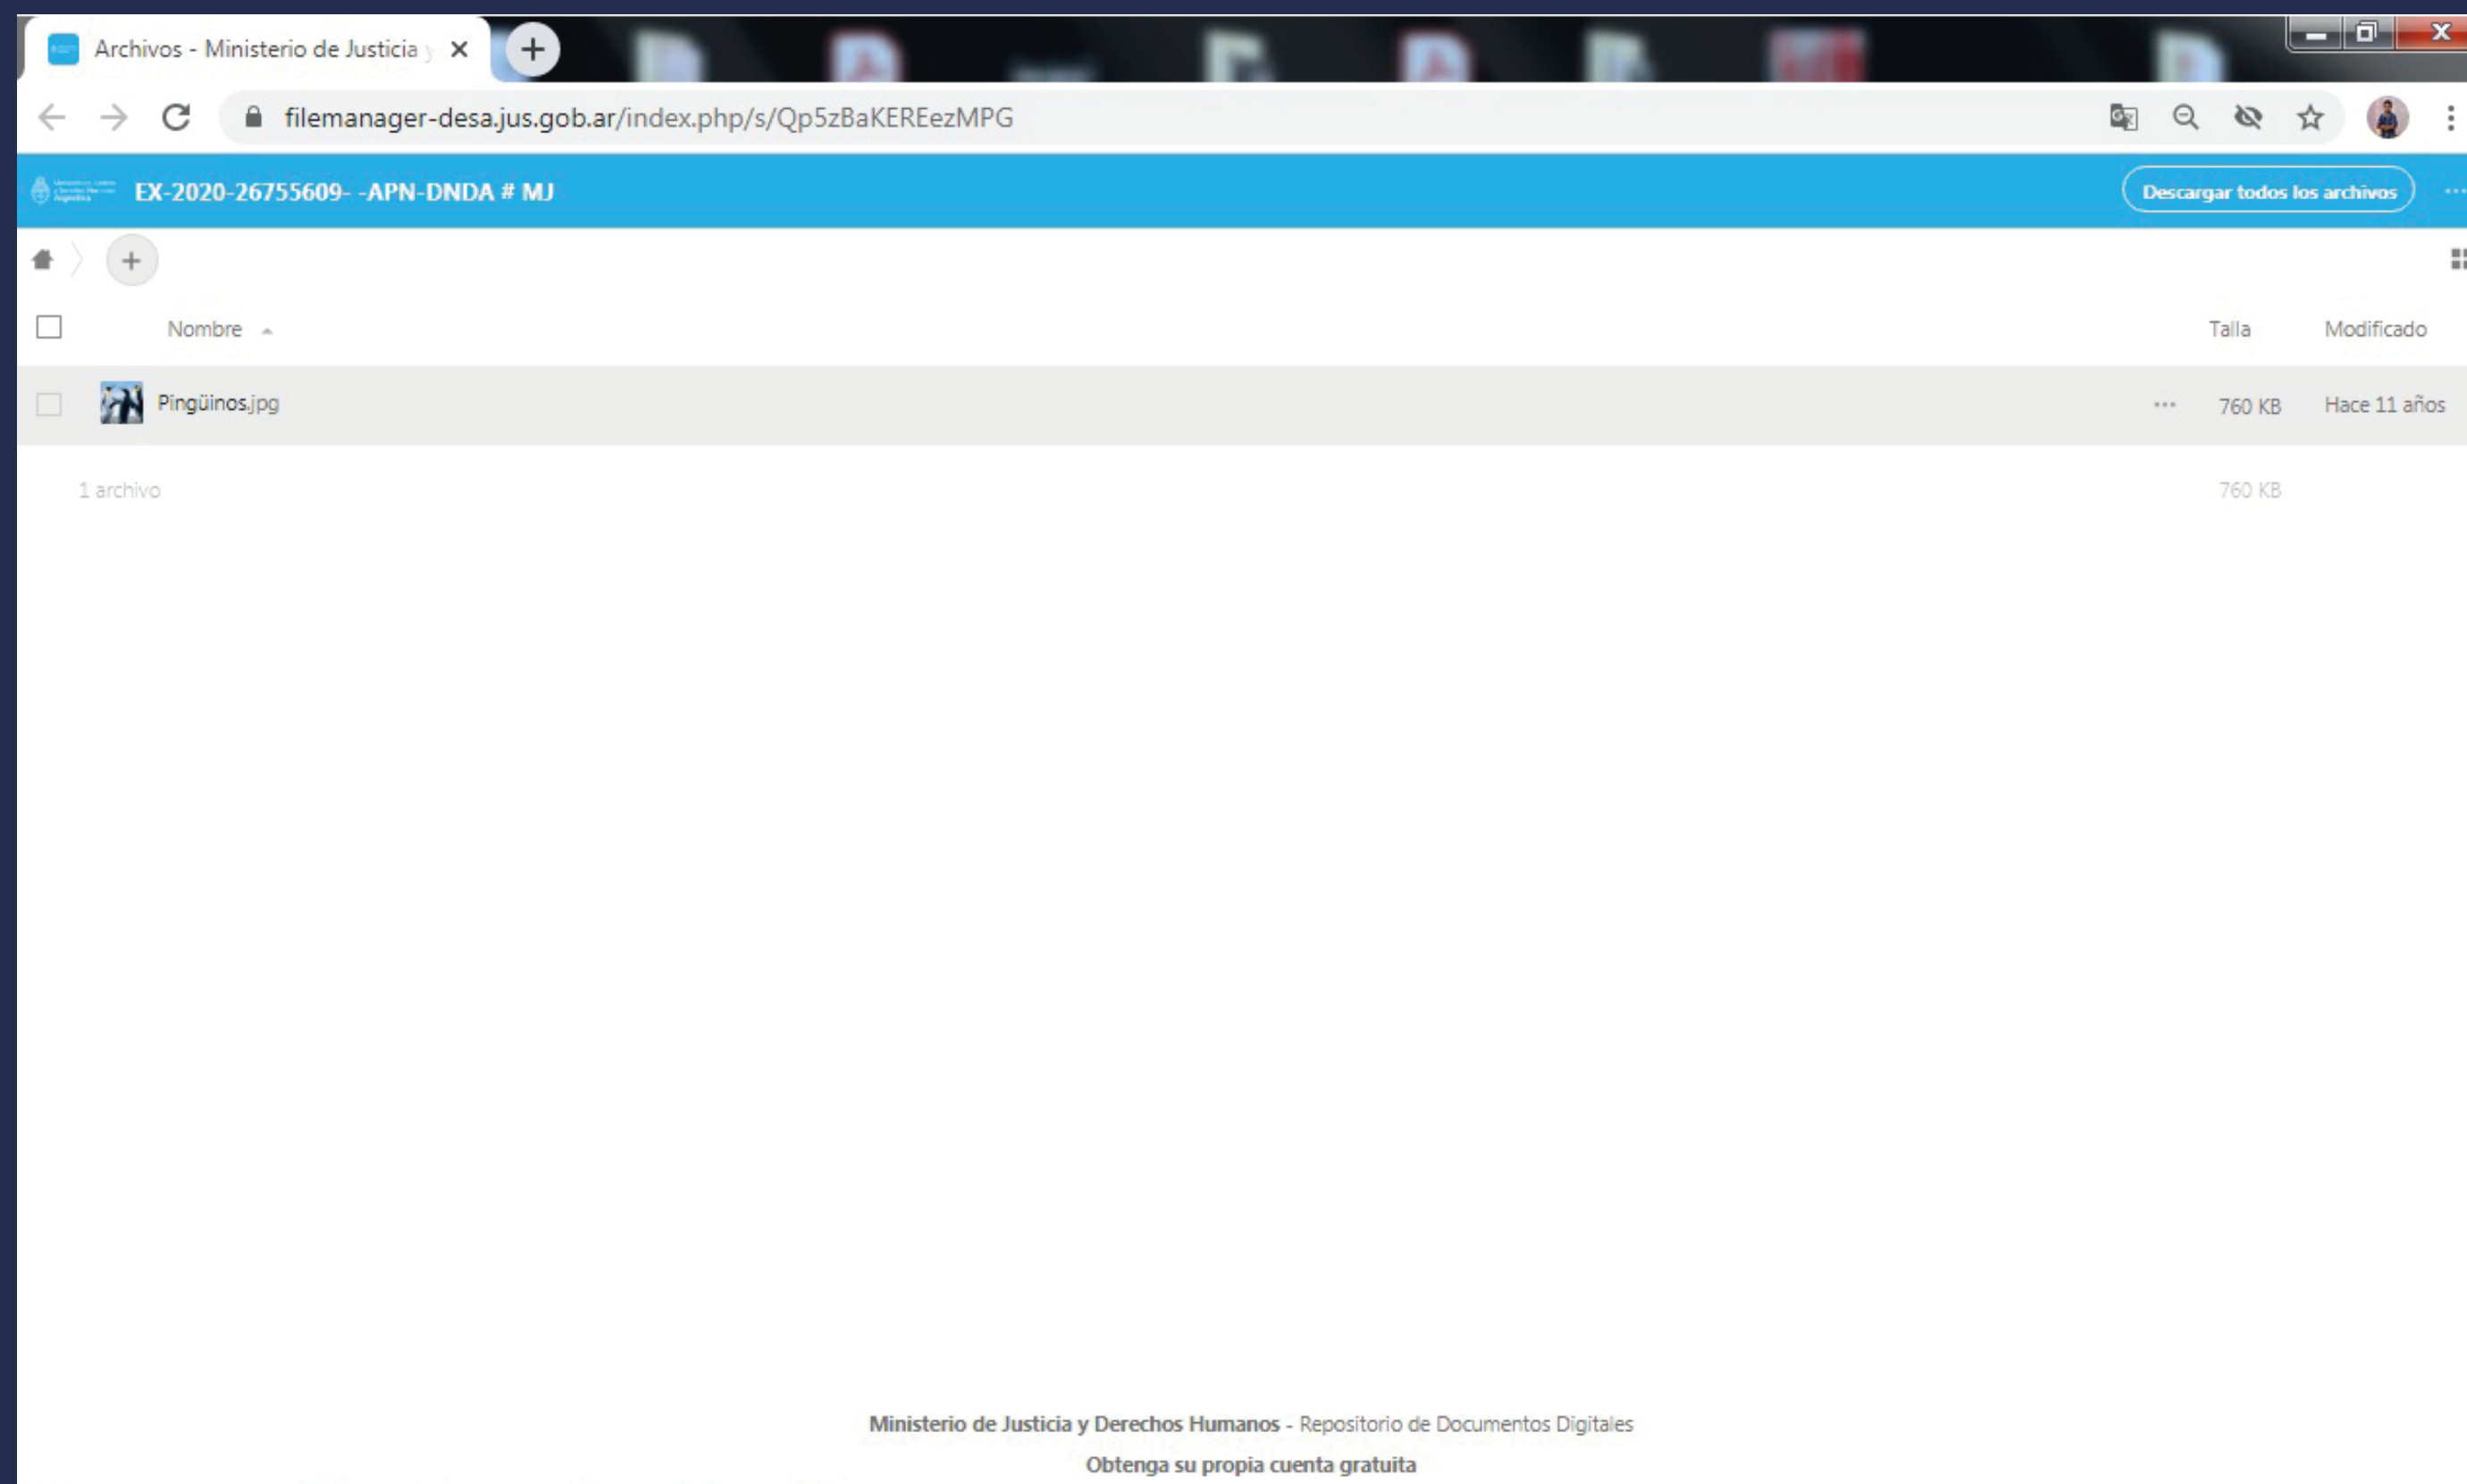 Archivos - Ministerio de Justicia y
filemanager-desa.jus.gob.ar/index.php/s/Qp5zBaKEREezMPG
EX-2020-26755609- -APN-DNDA # MJ
Descargar todos los archivos
Nombre
Talla
Modificado
Pingüinos.jpg
760 KB
Hace 11 años
1 archivo
760 KB
Ministerio de Justicia y Derechos Humanos - Repositorio de Documentos Digitales
Obtenga su propia cuenta gratuita